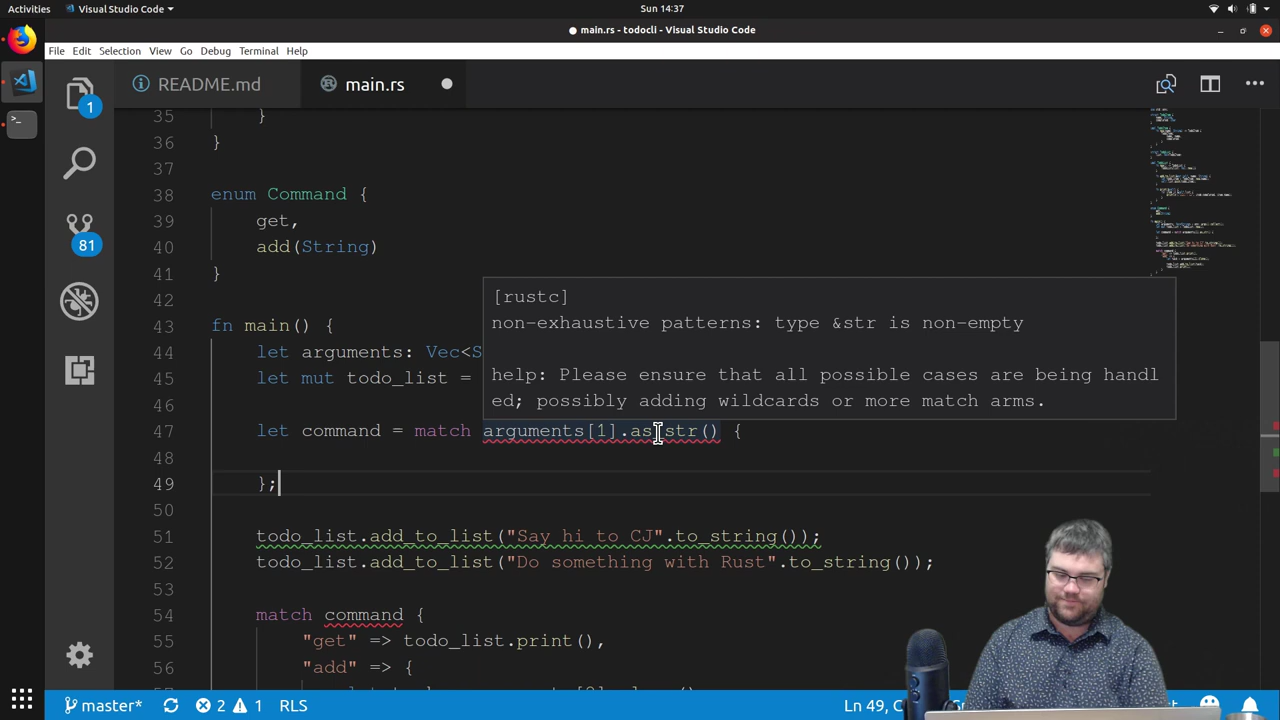 Activities
Visual Studio Code
Sun 14:37
main.rs - todocli - Visual Studio Code
File Edit Selection View Go Debug Terminal Help
README.md
main.rs
1
81
35 }
36 }
37
38 enum Command {
39 get,
40 add(String)
41 }
42
43 fn main() {
44 let arguments: Vec<S
45 let mut todo_list =
46
47 let command = match arguments[1].as_str() {
48
49 };
50
51 todo_list.add_to_list("Say hi to CJ".to_string());
52 todo_list.add_to_list("Do something with Rust".to_string());
53
54 match command {
55 "get" => todo_list.print(),
56 "add" => {
[rustc]
non-exhaustive patterns: type &str is non-empty
help: Please ensure that all possible cases are being handl
ed; possibly adding wildcards or more match arms.
master*
2
1
RLS
Ln 49, C